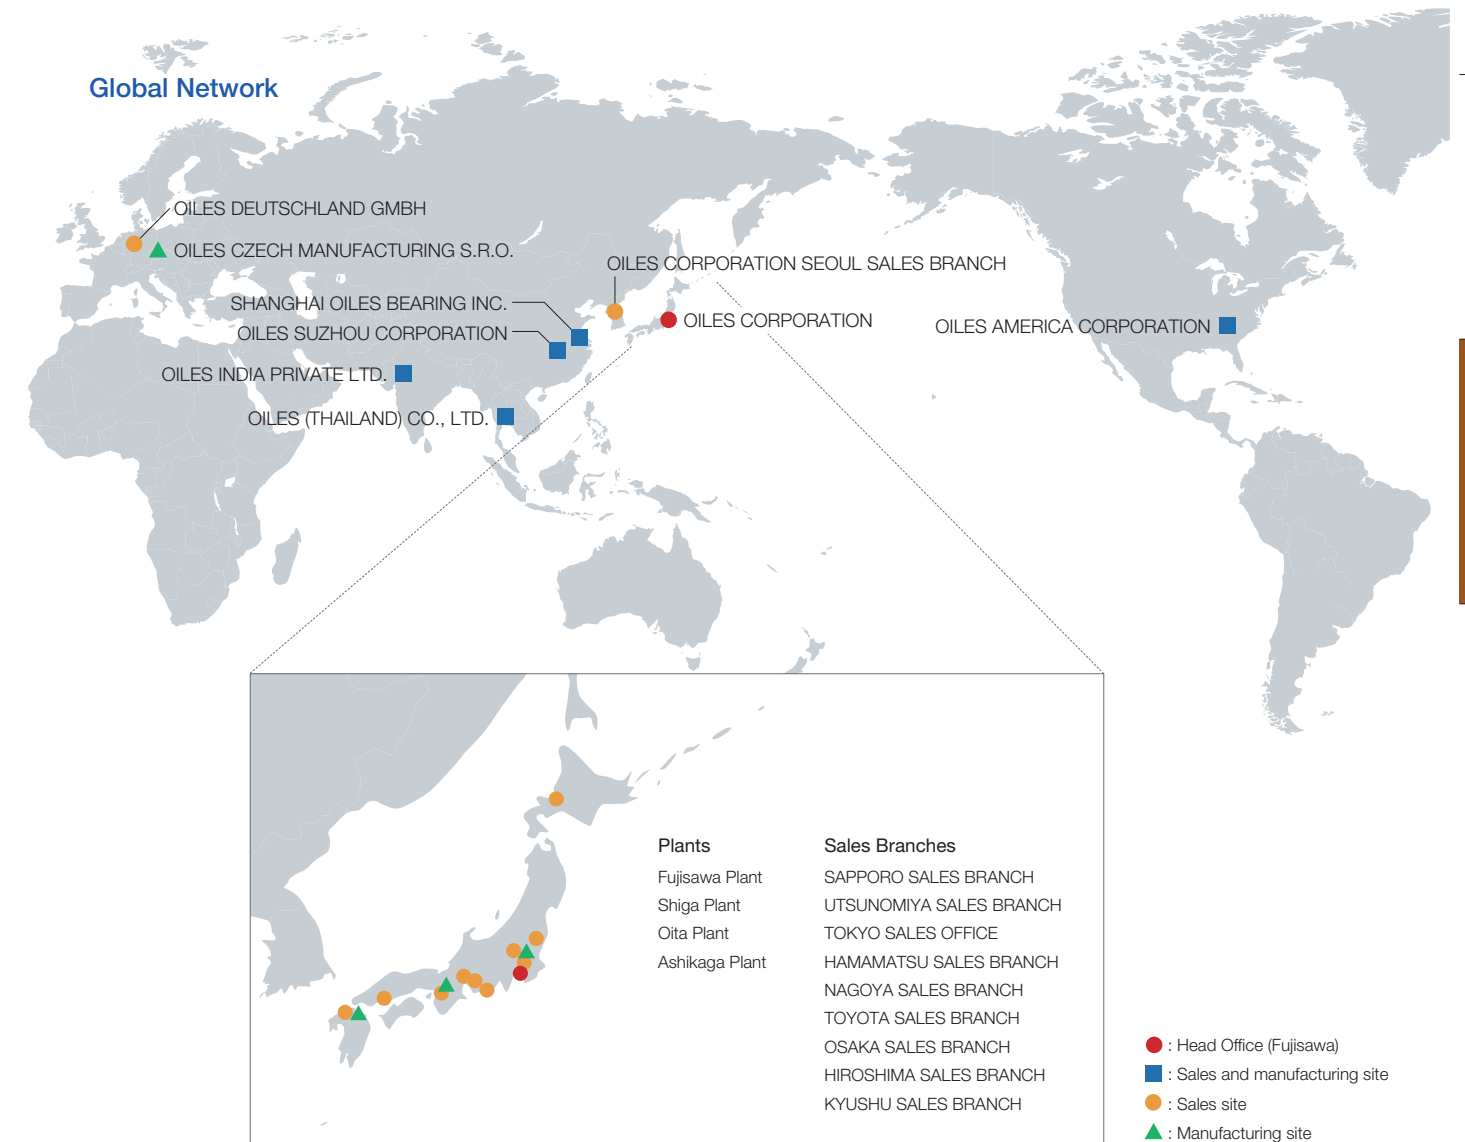 Global Network
OILES DEUTSCHLAND GMBH
OILES CZECH MANUFACTURING S.R.O.
OILES CORPORATION SEOUL SALES BRANCH
SHANGHAI OILES BEARING INC.
OILES CORPORATION
OILES AMERICA CORPORATION
OILES SUZHOU CORPORATION
OILES INDIA PRIVATE LTD.
OILES (THAILAND) CO., LTD.
Plants
Fujisawa Plant
Shiga Plant
Oita Plant
Ashikaga Plant
Sales Branches
SAPPORO SALES BRANCH
UTSUNOMIYA SALES BRANCH
TOKYO SALES OFFICE
HAMAMATSU SALES BRANCH
NAGOYA SALES BRANCH
TOYOTA SALES BRANCH
OSAKA SALES BRANCH
HIROSHIMA SALES BRANCH
KYUSHU SALES BRANCH
: Head Office (Fujisawa)
: Sales and manufacturing site
: Sales site
: Manufacturing site